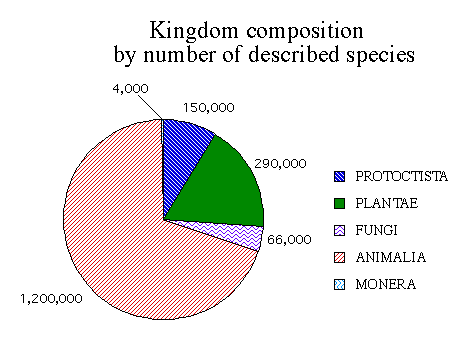 Kingdom composition
by number of described species
4,000
150,000
290,000
66,000
1,200,000
PROTOCTISTA
PLANTAE
FUNGI
ANIMALIA
MONERA